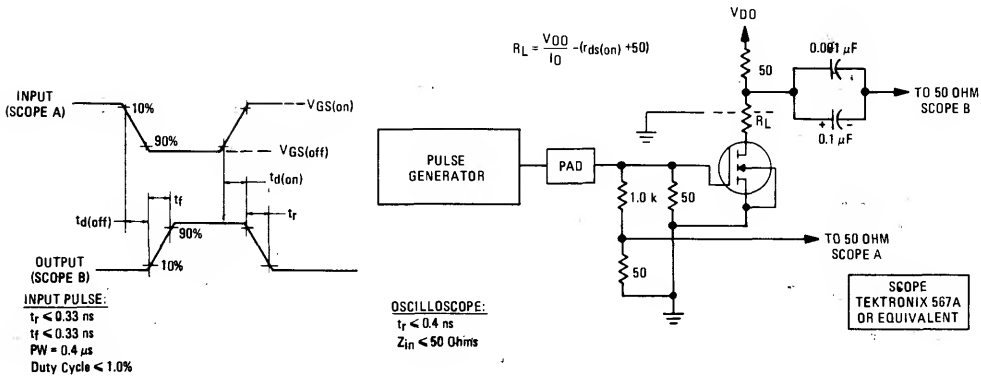 INPUT
(SCOPE A)
10%
VGS(on)
90%
VGS(off)
td(on)
tf
tr
td(off)
90%
10%
OUTPUT
(SCOPE B)
INPUT PULSE:
tr < 0.33 ns
tf < 0.33 ns
PW = 0.4 μs
Duty Cycle < 1.0%
RL = VDD/ID -(rds(on) +50)
VDD
50
0.001 μF
TO 50 OHM
SCOPE B
RL
+ -
0.1 μF
PULSE
GENERATOR
PAD
1.0 k
50
TO 50 OHM
SCOPE A
50
OSCILLOSCOPE:
tr < 0.4 ns
Zin < 50 Ohms
SCOPE
TEKTRONIX 567A
OR EQUIVALENT